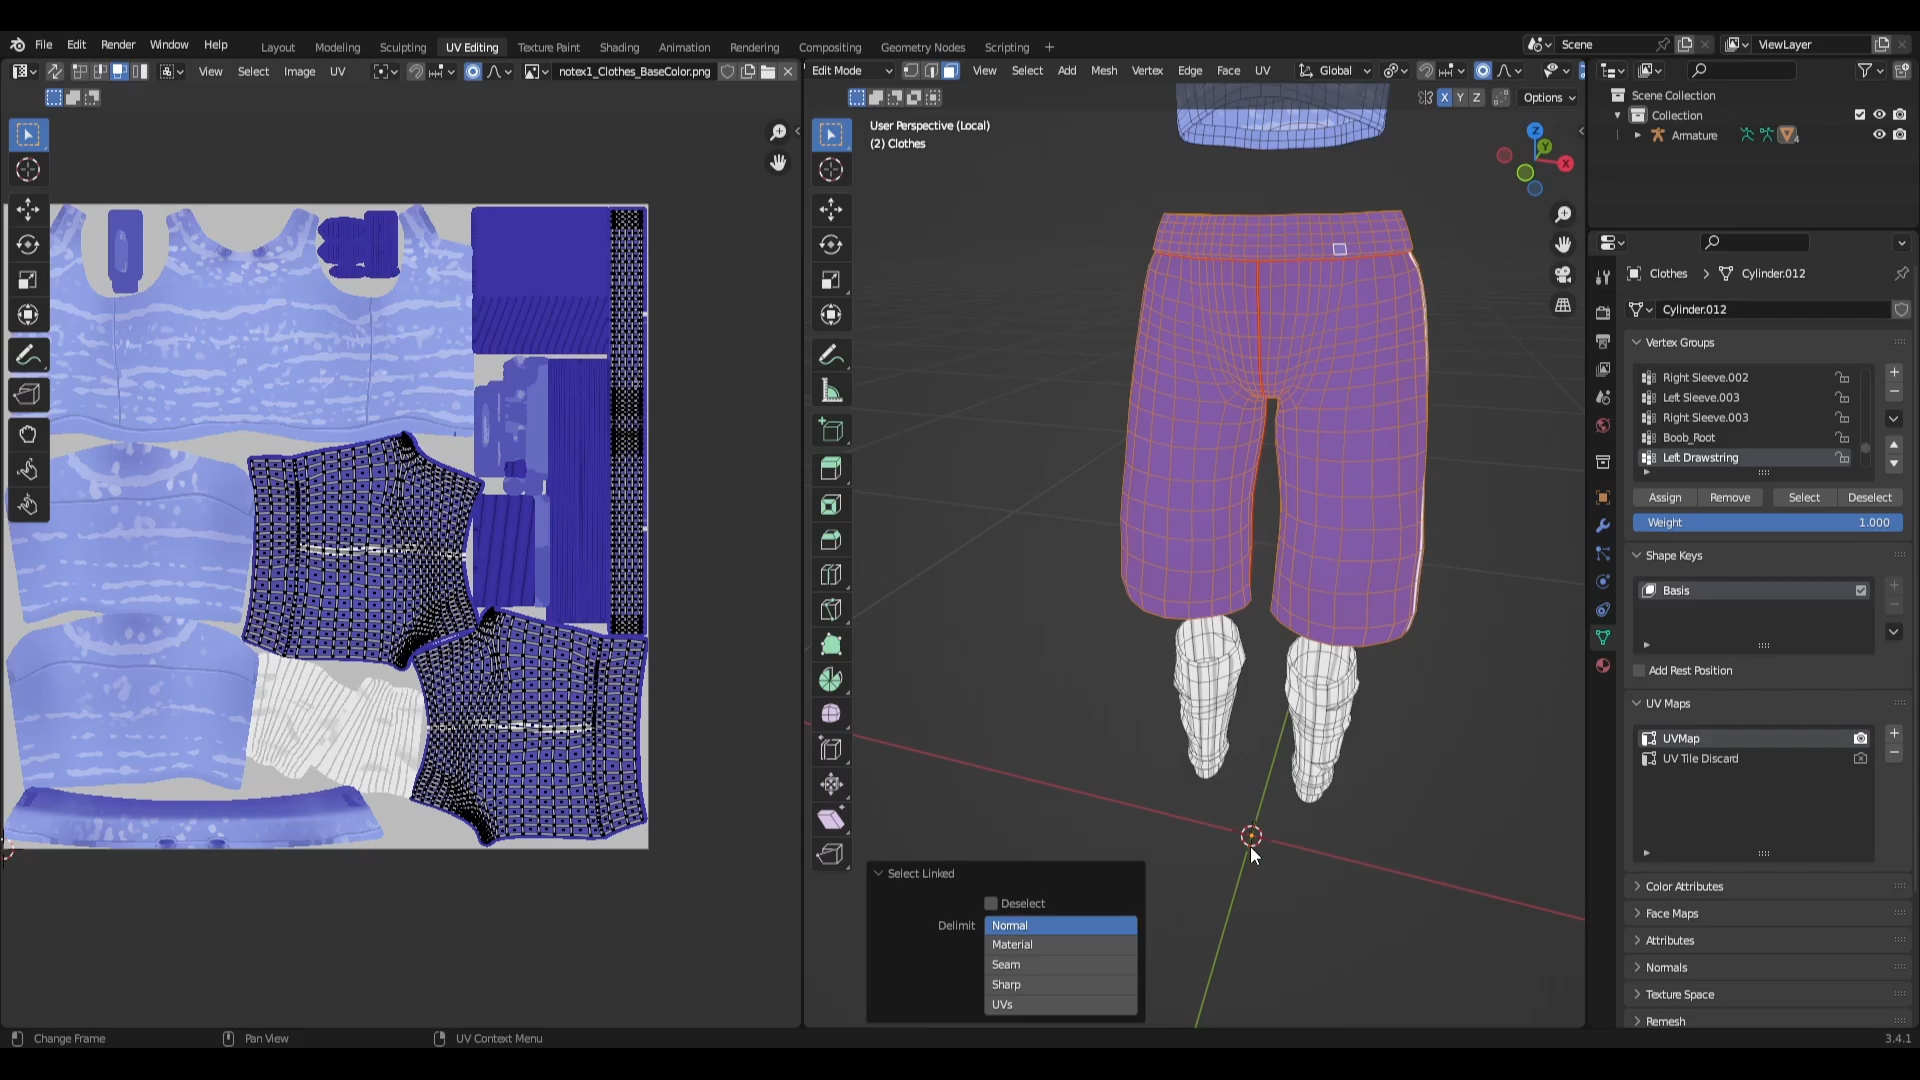 File Edit Render Window Help
Layout Modeling Sculpting UV Editing Texture Paint Shading Animation Rendering Compositing Geometry Nodes Scripting
Scene
ViewLayer
View Select Image UV
notex1_Clothes_BaseColor.png
Edit Mode
View Select Add Mesh Vertex Edge Face UV
Global
X Y Z
Options
User Perspective (Local)
(2) Clothes
Z
Y
X
Scene Collection
Collection
Armature
4
Clothes
Cylinder.012
Cylinder.012
Vertex Groups
Right Sleeve.002
Left Sleeve.003
Right Sleeve.003
Boob_Root
Left Drawstring
Assign Remove Select Deselect
Weight 1.000
Shape Keys
Basis
Add Rest Position
UV Maps
UVMap
UV Tile Discard
Color Attributes
Face Maps
Attributes
Normals
Texture Space
Remesh
Select Linked
Deselect
Delimit Normal
Material
Seam
Sharp
UVs
Change Frame Pan View UV Context Menu
3.4.1